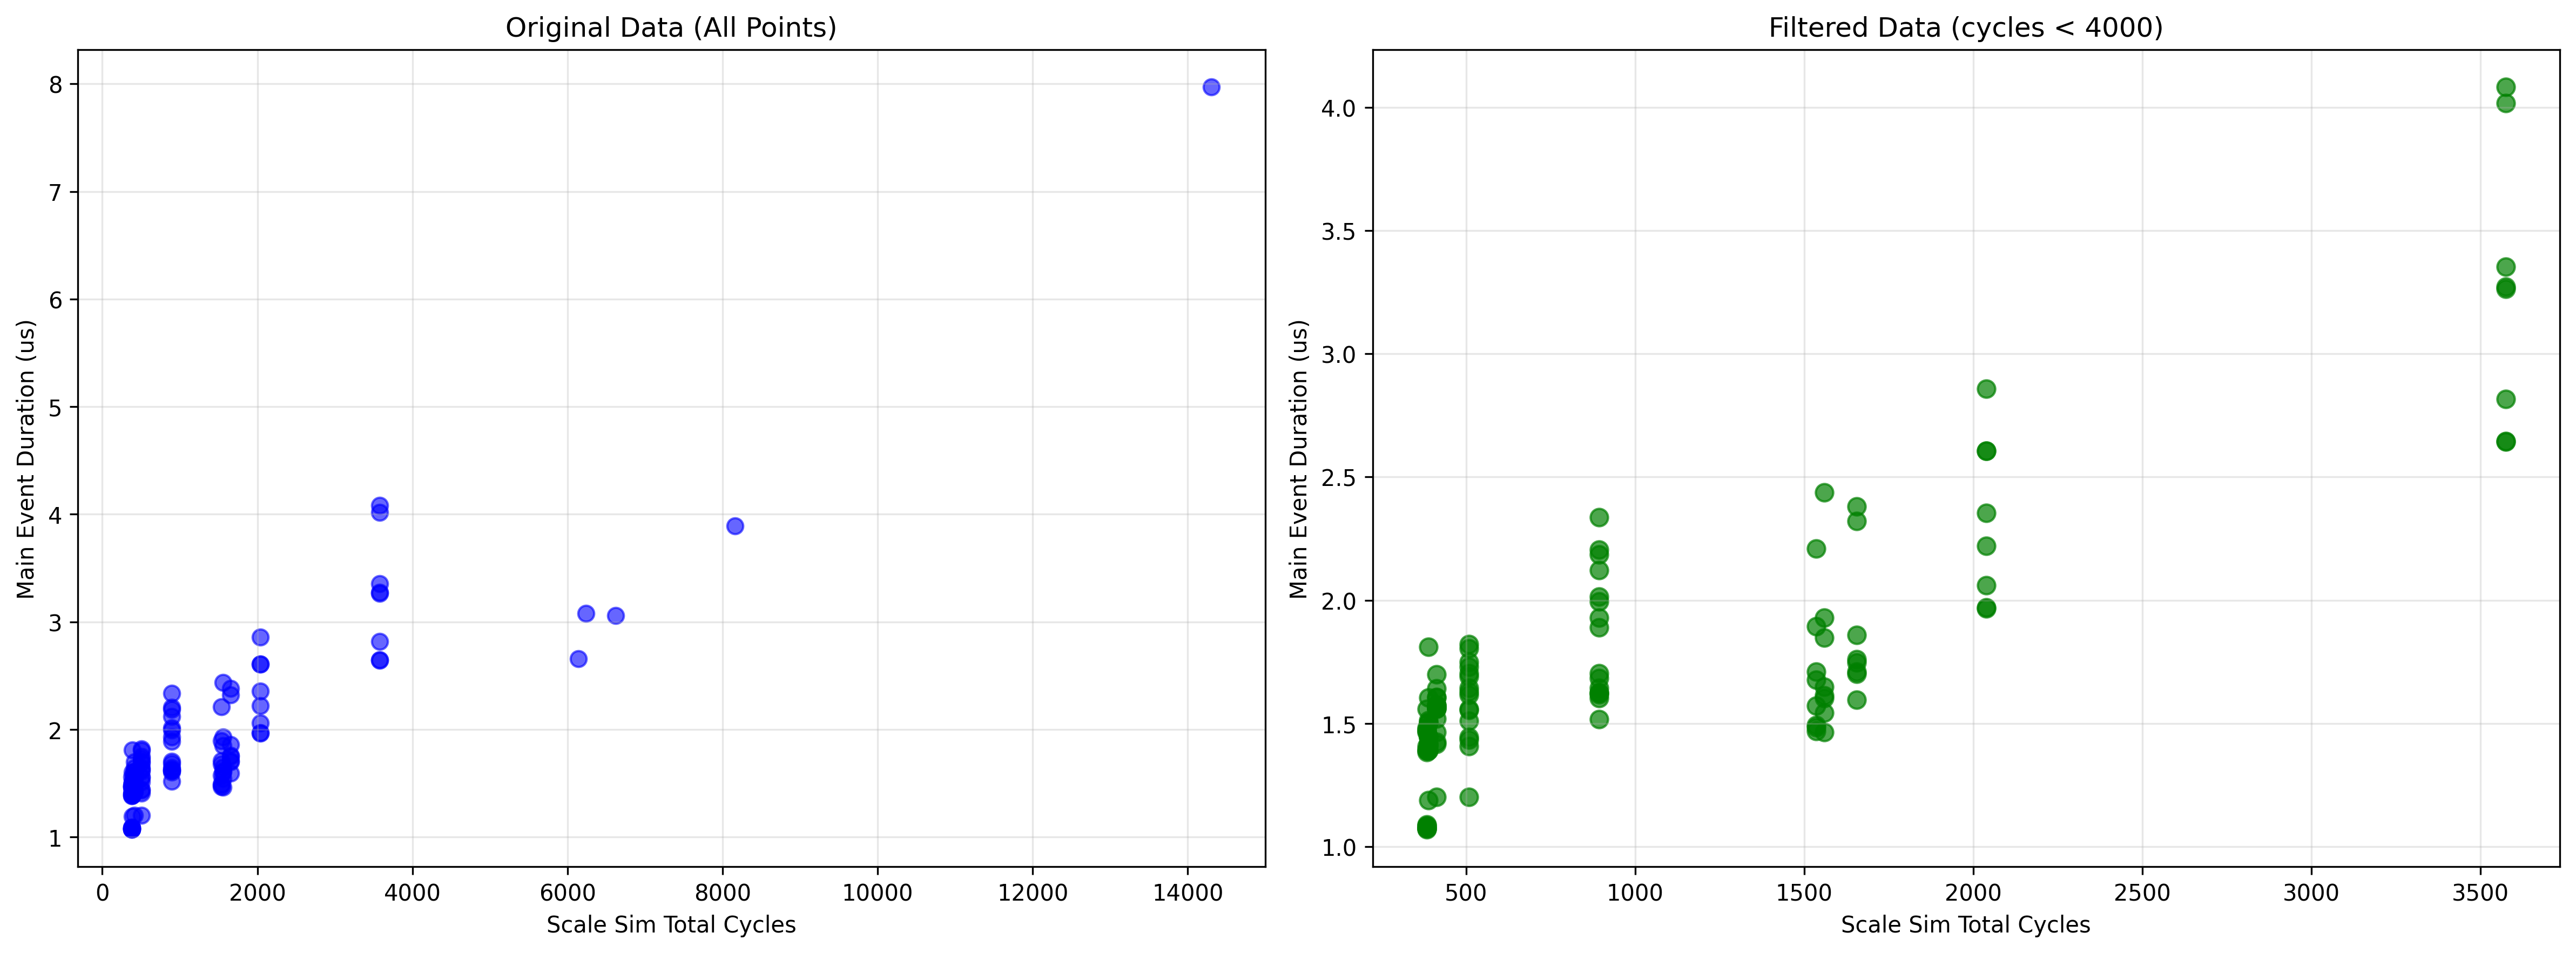 Original Data (All Points)
8
7
6
5
4
3
2
1
Main Event Duration (us)
0 2000 4000 6000 8000 10000 12000 14000
Scale Sim Total Cycles
Filtered Data (cycles < 4000)
4.0
3.5
3.0
2.5
2.0
1.5
1.0
Main Event Duration (us)
500 1000 1500 2000 2500 3000 3500
Scale Sim Total Cycles